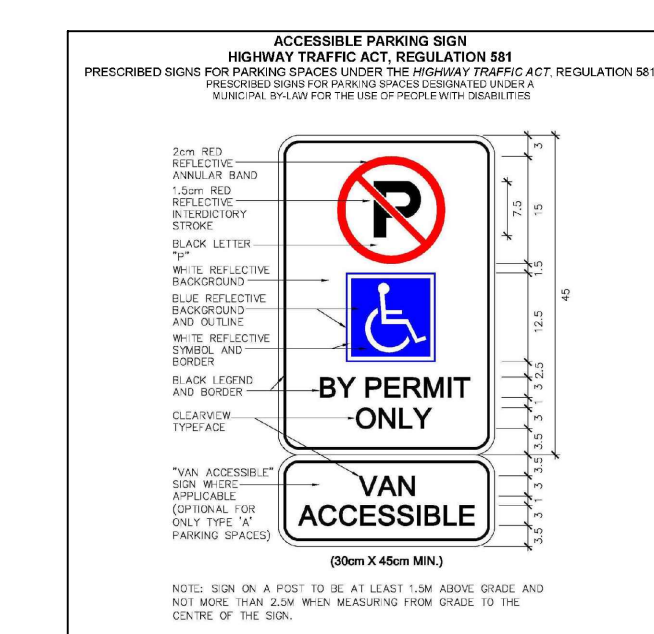 ACCESSIBLE PARKING SIGN
HIGHWAY TRAFFIC ACT, REGULATION 581
PRESCRIBED SIGNS FOR PARKING SPACES UNDER THE HIGHWAY TRAFFIC ACT, REGULATION 581
PRESCRIBED SIGNS FOR PARKING SPACES DESIGNATED UNDER A
MUNICIPAL BY-LAW FOR THE USE OF PEOPLE WITH DISABILITIES
2cm RED
REFLECTIVE
ANNULAR BAND
1.5cm RED
REFLECTIVE
INTERDICTORY
STROKE
BLACK LETTER
"P"
WHITE REFLECTIVE
BACKGROUND
BLUE REFLECTIVE
BACKGROUND
AND OUTLINE
WHITE REFLECTIVE
SYMBOL AND
BORDER
BLACK LEGEND
AND BORDER
CLEARVIEW
TYPEFACE
"VAN ACCESSIBLE"
SIGN WHERE
APPLICABLE
(OPTIONAL FOR
ONLY TYPE 'A'
PARKING SPACES)
P
BY PERMIT
ONLY
VAN
ACCESSIBLE
3
7.5
15
1.5
12.5
2.5
3
1
3
3.5
45
3.5
3
1
3
3.5
(30cm X 45cm MIN.)
NOTE: SIGN ON A POST TO BE AT LEAST 1.5M ABOVE GRADE AND
NOT MORE THAN 2.5M WHEN MEASURING FROM GRADE TO THE
CENTRE OF THE SIGN.